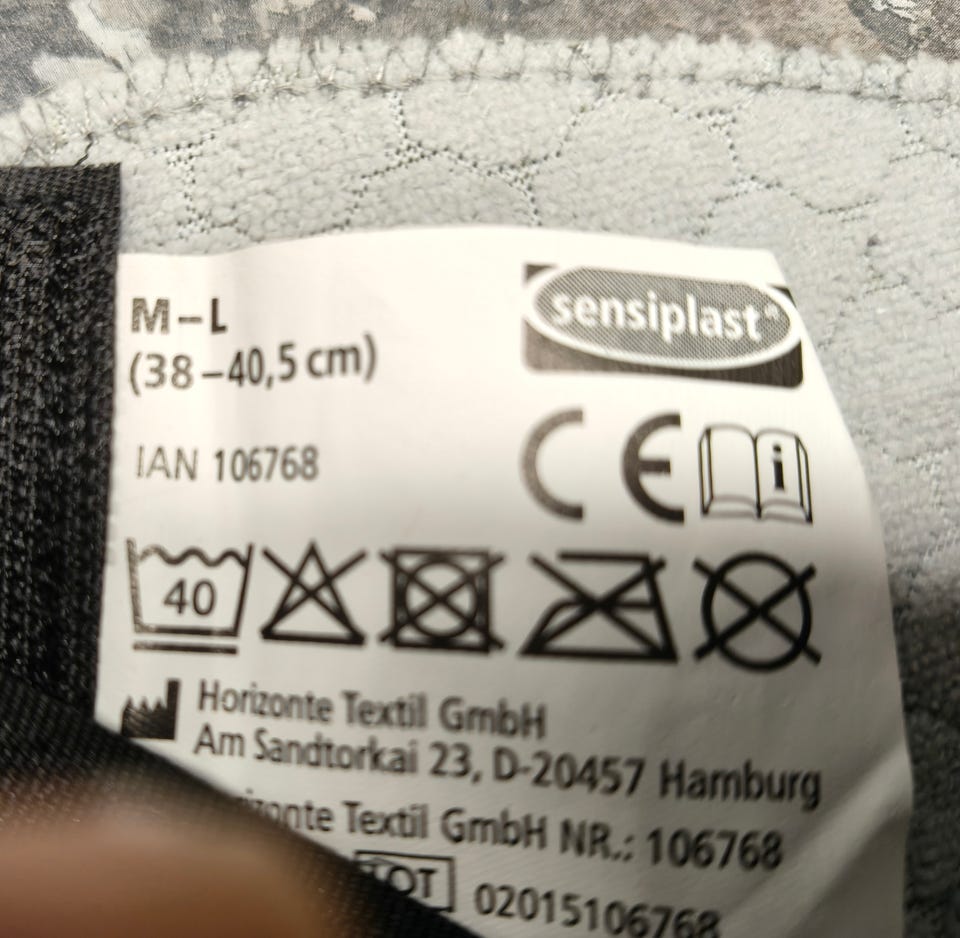 M–L
(38–40,5 cm)
sensiplast®
IAN 106768
CE
i
40
Horizonte Textil GmbH
Am Sandtorkai 23, D-20457 Hamburg
Textil GmbH NR.: 106768
LOT 02015106768